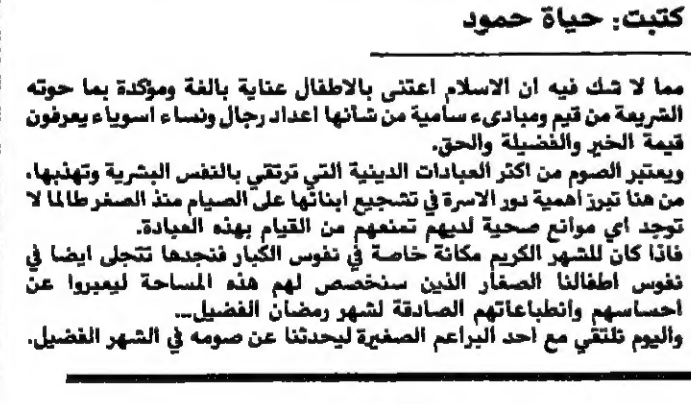 كتبت: حياة حمود
مما لا شك فيه ان الاسلام اعتنى بالاطفال عناية بالغة ومؤكدة بما حوته
الشريعة من قيم ومبادىء سامية من شأنها اعداد رجال ونساء اسوياء يعرفون
قيمة الخير والفضيلة والحق.
ويعتبر الصوم من اكثر العبادات الدينية التي ترتقي بالنفس البشرية وتهذبها.
من هنا تبرز أهمية دور الاسرة في تشجيع ابنائها على الصيام منذ الصغر طالما لا
توجد اي موانع صحية لديهم تمنعهم من القيام بهذه العبادة.
فاذا كان للشهر الكريم مكانة خاصة في نفوس الكبار فنجدها تتجلى ايضا في
نفوس اطفالنا الصغار الذين سنخصص لهم هذه المساحة ليعبروا عن
احساسهم وانطباعاتهم الصادقة لشهر رمضان الفضيل...
واليوم نلتقي مع احد البراعم الصغيرة ليحدثنا عن صومه في الشهر الفضيل.